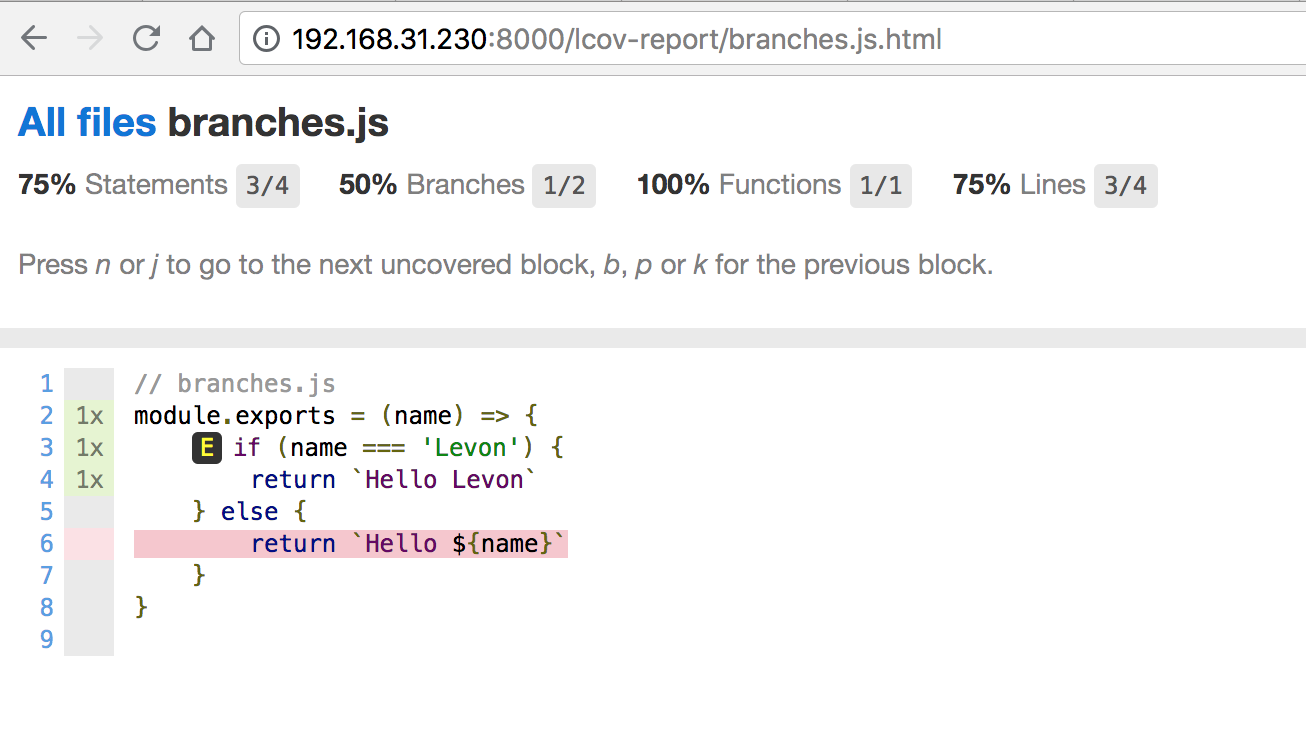 192.168.31.230:8000/lcov-report/branches.js.html
All files branches.js
75% Statements 3/4 50% Branches 1/2 100% Functions 1/1 75% Lines 3/4
Press n or j to go to the next uncovered block, b, p or k for the previous block.
1 // branches.js
2 1x module.exports = (name) => {
3 1x E if (name === 'Levon') {
4 1x return `Hello Levon`
5 } else {
6 return `Hello ${name}`
7 }
8 }
9